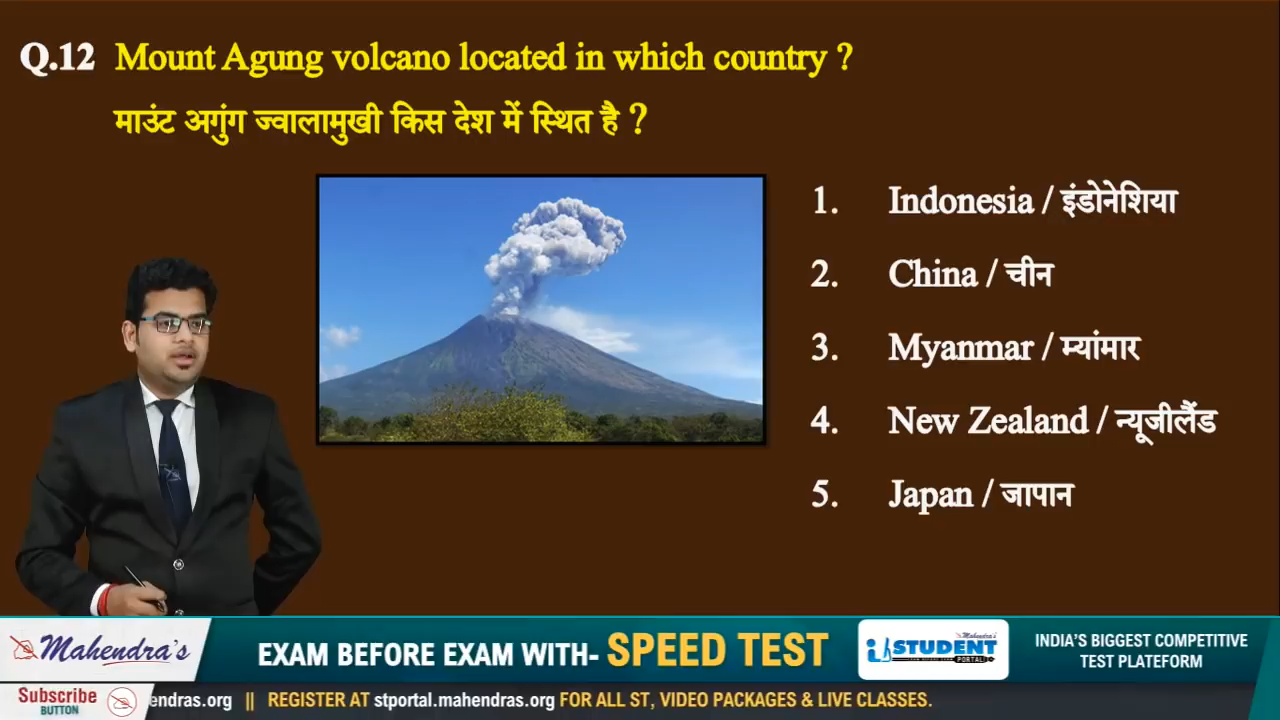 Q.12 Mount Agung volcano located in which country ?
माउंट अगुंग ज्वालामुखी किस देश में स्थित है ?
1. Indonesia / इंडोनेशिया
2. China / चीन
3. Myanmar / म्यांमार
4. New Zealand / न्यूजीलैंड
5. Japan / जापान
Mahendra's
EXAM BEFORE EXAM WITH- SPEED TEST
Mahendra's
STUDENT
PORTAL
INDIA'S BIGGEST COMPETITIVE
TEST PLATEFORM
Subscribe
BUTTON
endras.org || REGISTER AT stportal.mahendras.org FOR ALL ST, VIDEO PACKAGES & LIVE CLASSES.